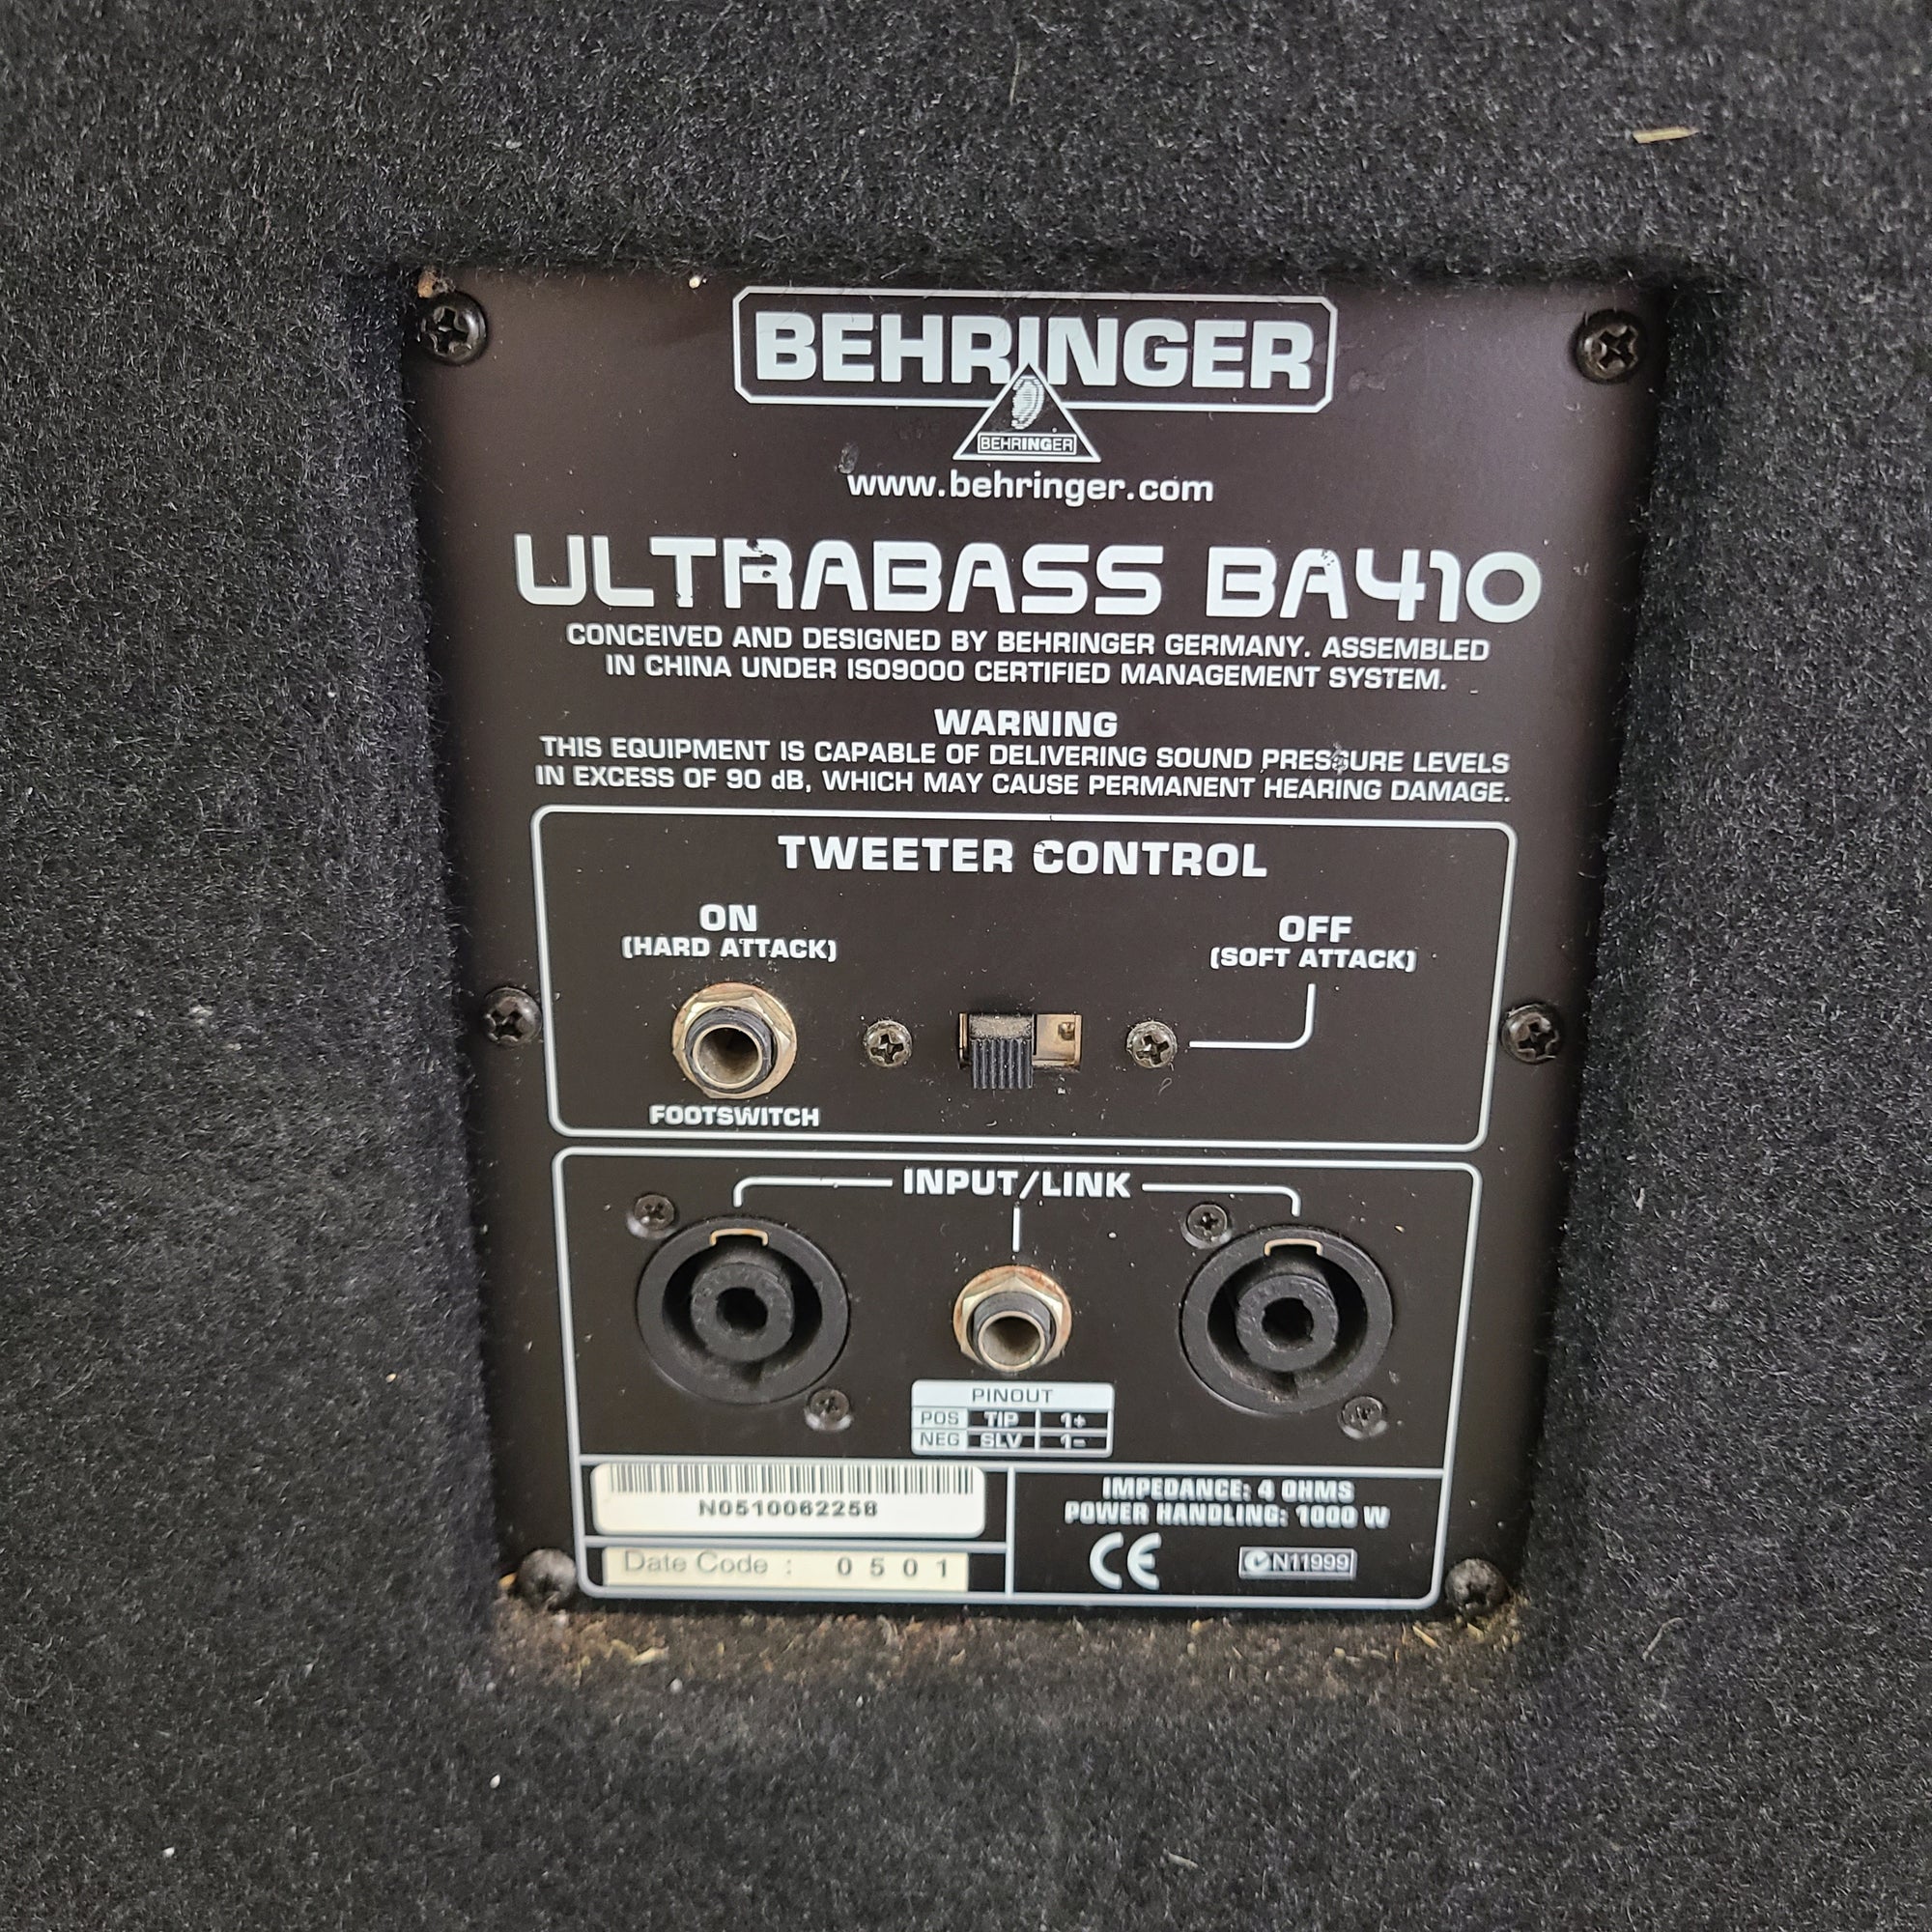 BEHRINGER
BEHRINGER
www.behringer.com
ULTRABASS BA410
CONCEIVED AND DESIGNED BY BEHRINGER GERMANY. ASSEMBLED
IN CHINA UNDER ISO9000 CERTIFIED MANAGEMENT SYSTEM.
WARNING
THIS EQUIPMENT IS CAPABLE OF DELIVERING SOUND PRESSURE LEVELS
IN EXCESS OF 90 dB, WHICH MAY CAUSE PERMANENT HEARING DAMAGE.
TWEETER CONTROL
ON OFF
(HARD ATTACK) (SOFT ATTACK)
FOOTSWITCH
INPUT/LINK
PINOUT
POS TIP 1+
NEG SLV 1-
N0510062258
Date Code : 0501
IMPEDANCE: 4 OHMS
POWER HANDLING: 1000 W
CE N11999